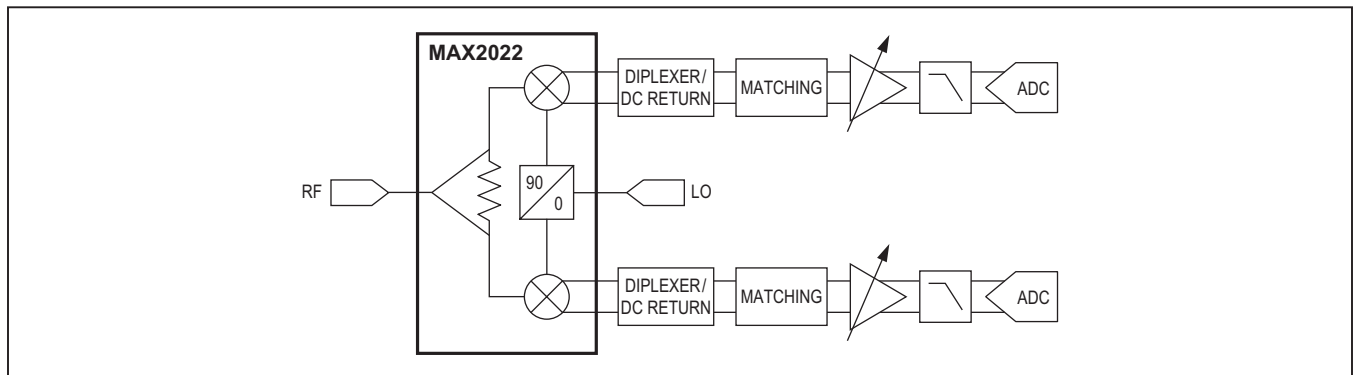 MAX2022
DIPLEXER/
DC RETURN
MATCHING
ADC
RF
90
0
LO
DIPLEXER/
DC RETURN
MATCHING
ADC